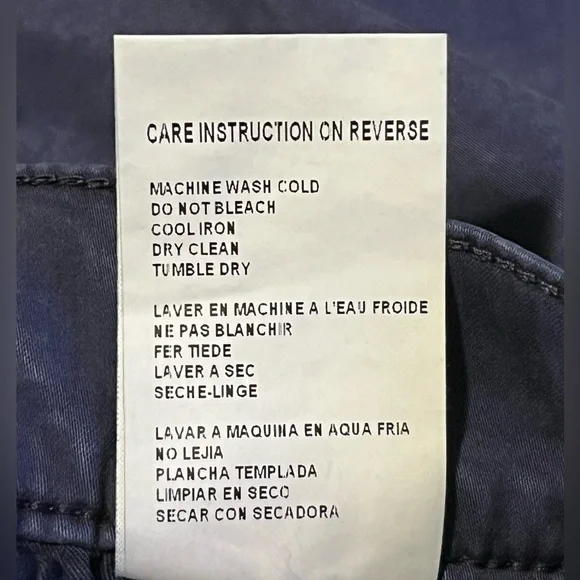 CARE INSTRUCTION ON REVERSE
MACHINE WASH COLD
DO NOT BLEACH
COOL IRON
DRY CLEAN
TUMBLE DRY
LAVER EN MACHINE A L'EAU FROIDE
NE PAS BLANCHIR
FER TIEDE
LAVER A SEC
SECHE-LINGE
LAVAR A MAQUINA EN AQUA FRIA
NO LEJIA
PLANCHA TEMPLADA
LIMPIAR EN SECO
SECAR CON SECADORA